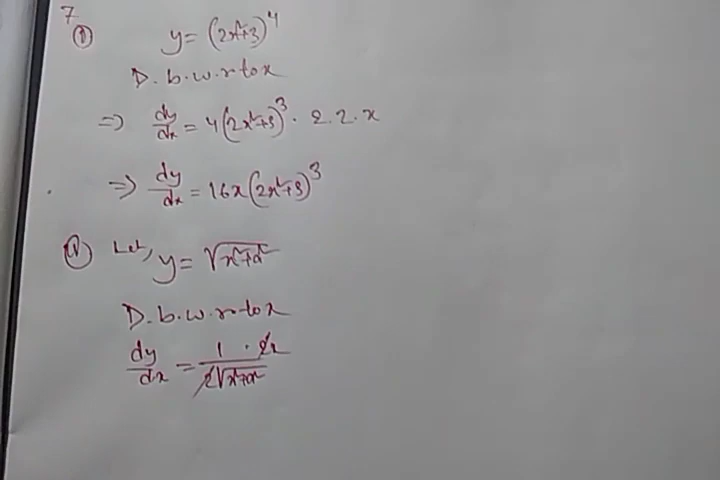 7
(i) y = (2x²+3)⁴
D. b. w. r. to x
=> dy/dx = 4(2x²+3)³ · 2.2.x
=> dy/dx = 16x(2x²+3)³
Let, y = √x²+a²
D. b. w. r. to x
dy/dx = 1 · 2x / 2√x²+a²